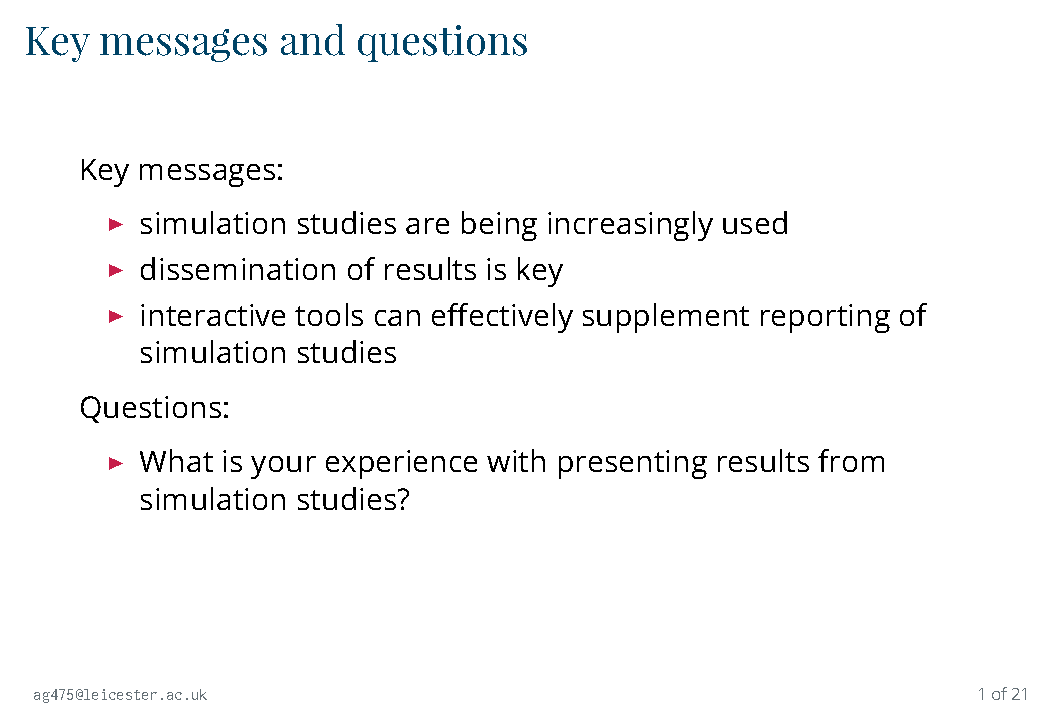 Key messages and questions
Key messages:
▶ simulation studies are being increasingly used
▶ dissemination of results is key
▶ interactive tools can effectively supplement reporting of
simulation studies
Questions:
▶ What is your experience with presenting results from
simulation studies?
ag475@leicester.ac.uk
1 of 21